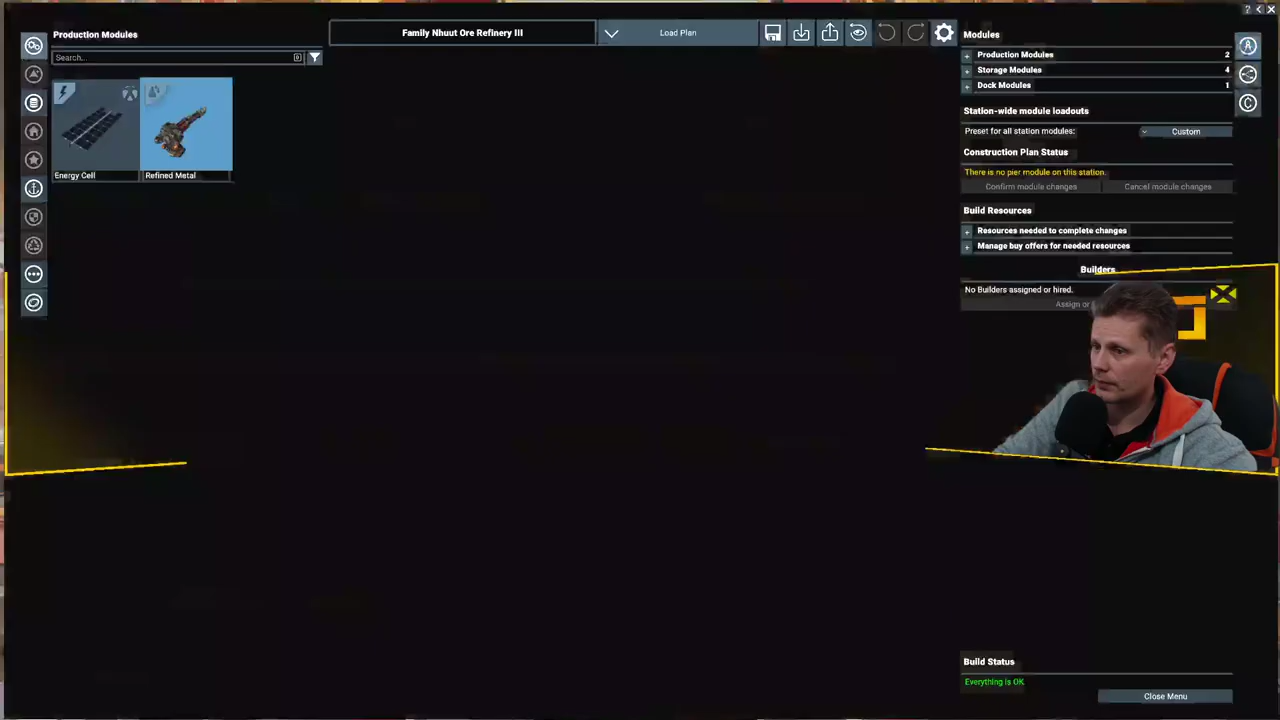 Production Modules
Search...
Energy Cell
Refined Metal
Family Nhuut Ore Refinery III
Load Plan
Modules
Production Modules 2
Storage Modules 4
Dock Modules 1
Station-wide module loadouts
Preset for all station modules: Custom
Construction Plan Status
There is no pier module on this station.
Confirm module changes
Cancel module changes
Build Resources
Resources needed to complete changes
Manage buy offers for needed resources
Builders
No Builders assigned or hired.
Assign or
Build Status
Everything is OK
Close Menu